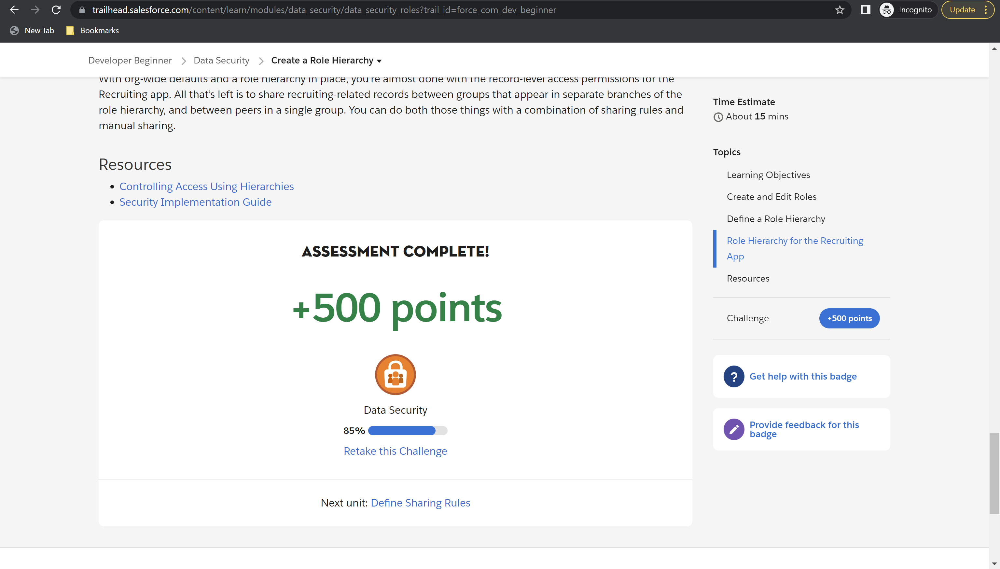 trailhead.salesforce.com/content/learn/modules/data_security/data_security_roles?trail_id=force_com_dev_beginner
Incognito
Update
New Tab
Bookmarks
Developer Beginner
Data Security
Create a Role Hierarchy
With org-wide defaults and a role hierarchy in place, you’re almost done with the record-level access permissions for the
Recruiting app. All that’s left is to share recruiting-related records between groups that appear in separate branches of the
role hierarchy, and between peers in a single group. You can do both those things with a combination of sharing rules and
manual sharing.
Resources
Controlling Access Using Hierarchies
Security Implementation Guide
ASSESSMENT COMPLETE!
+500 points
Data Security
85%
Retake this Challenge
Next unit: Define Sharing Rules
Time Estimate
About 15 mins
Topics
Learning Objectives
Create and Edit Roles
Define a Role Hierarchy
Role Hierarchy for the Recruiting
App
Resources
Challenge
+500 points
? Get help with this badge
Provide feedback for this
badge